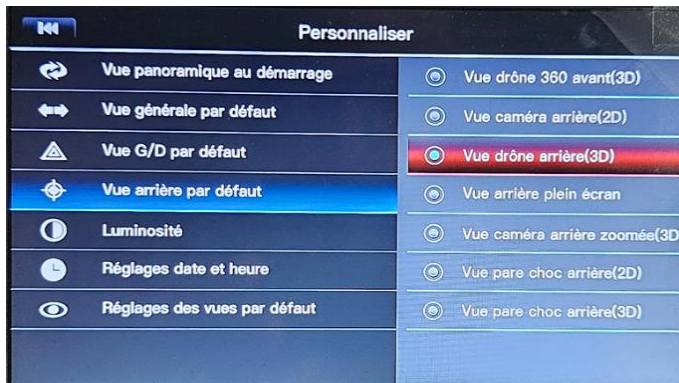 Personnaliser
Vue panoramique au démarrage
Vue générale par défaut
Vue G/D par défaut
Vue arrière par défaut
Luminosité
Réglages date et heure
Réglages des vues par défaut
Vue drône 360 avant(3D)
Vue caméra arrière(2D)
Vue drône arrière(3D)
Vue arrière plein écran
Vue caméra arrière zoomée(3D
Vue pare choc arrière(2D)
Vue pare choc arrière(3D)